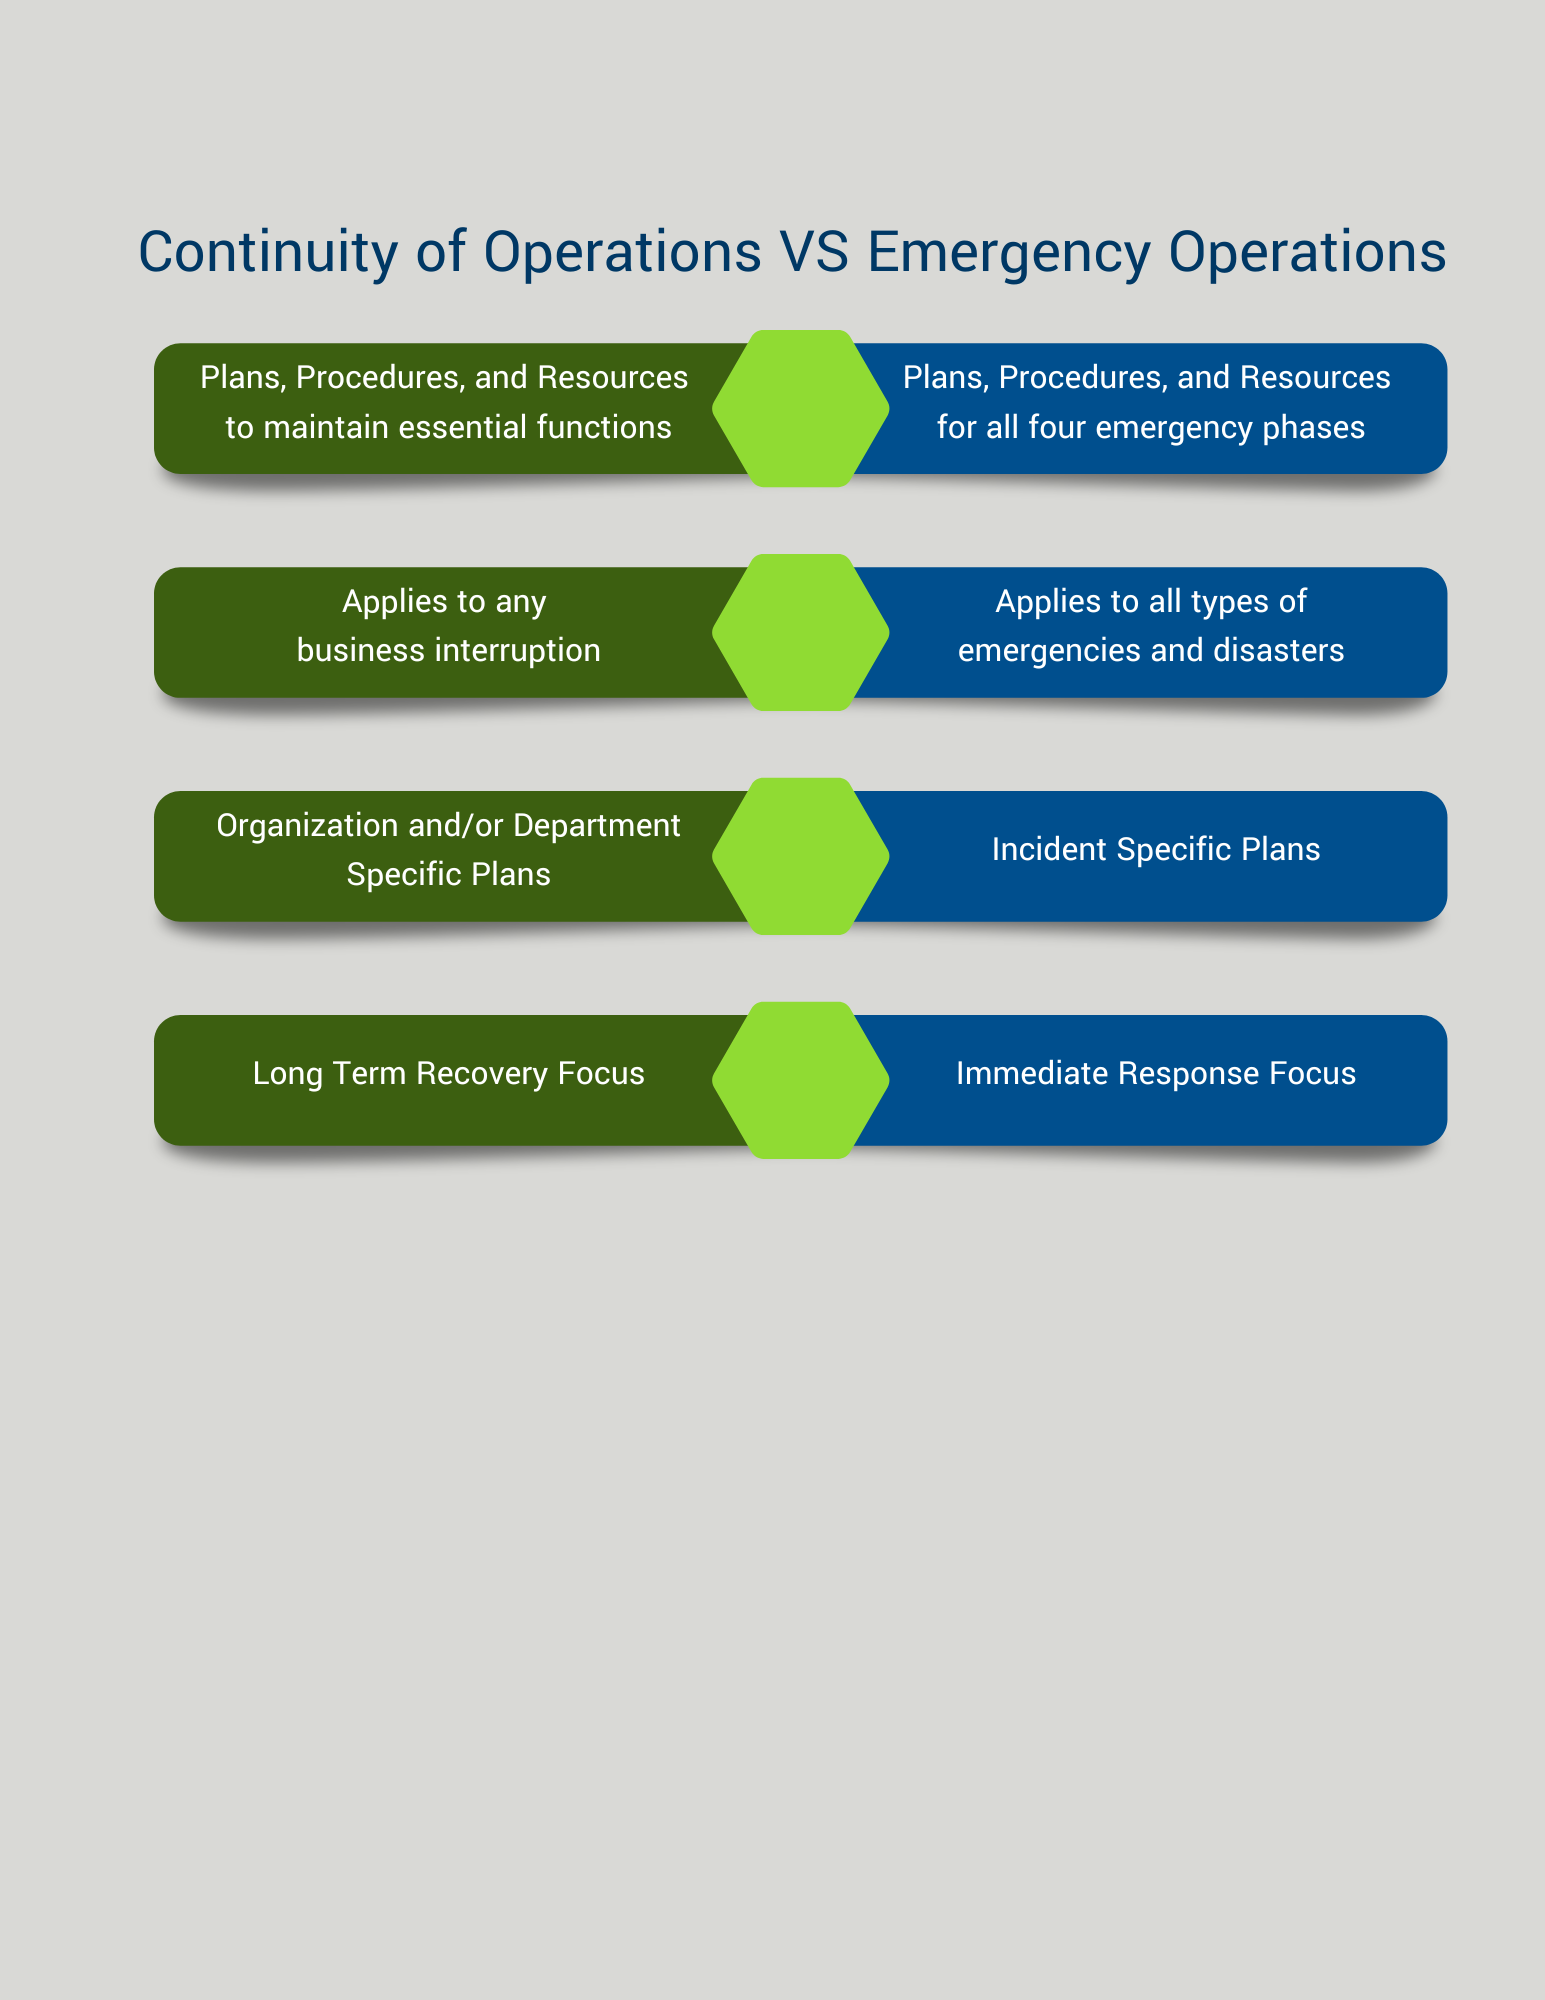 Continuity of Operations VS Emergency Operations
Plans, Procedures, and Resources
to maintain essential functions
Plans, Procedures, and Resources
for all four emergency phases
Applies to any
business interruption
Applies to all types of
emergencies and disasters
Organization and/or Department
Specific Plans
Incident Specific Plans
Long Term Recovery Focus
Immediate Response Focus